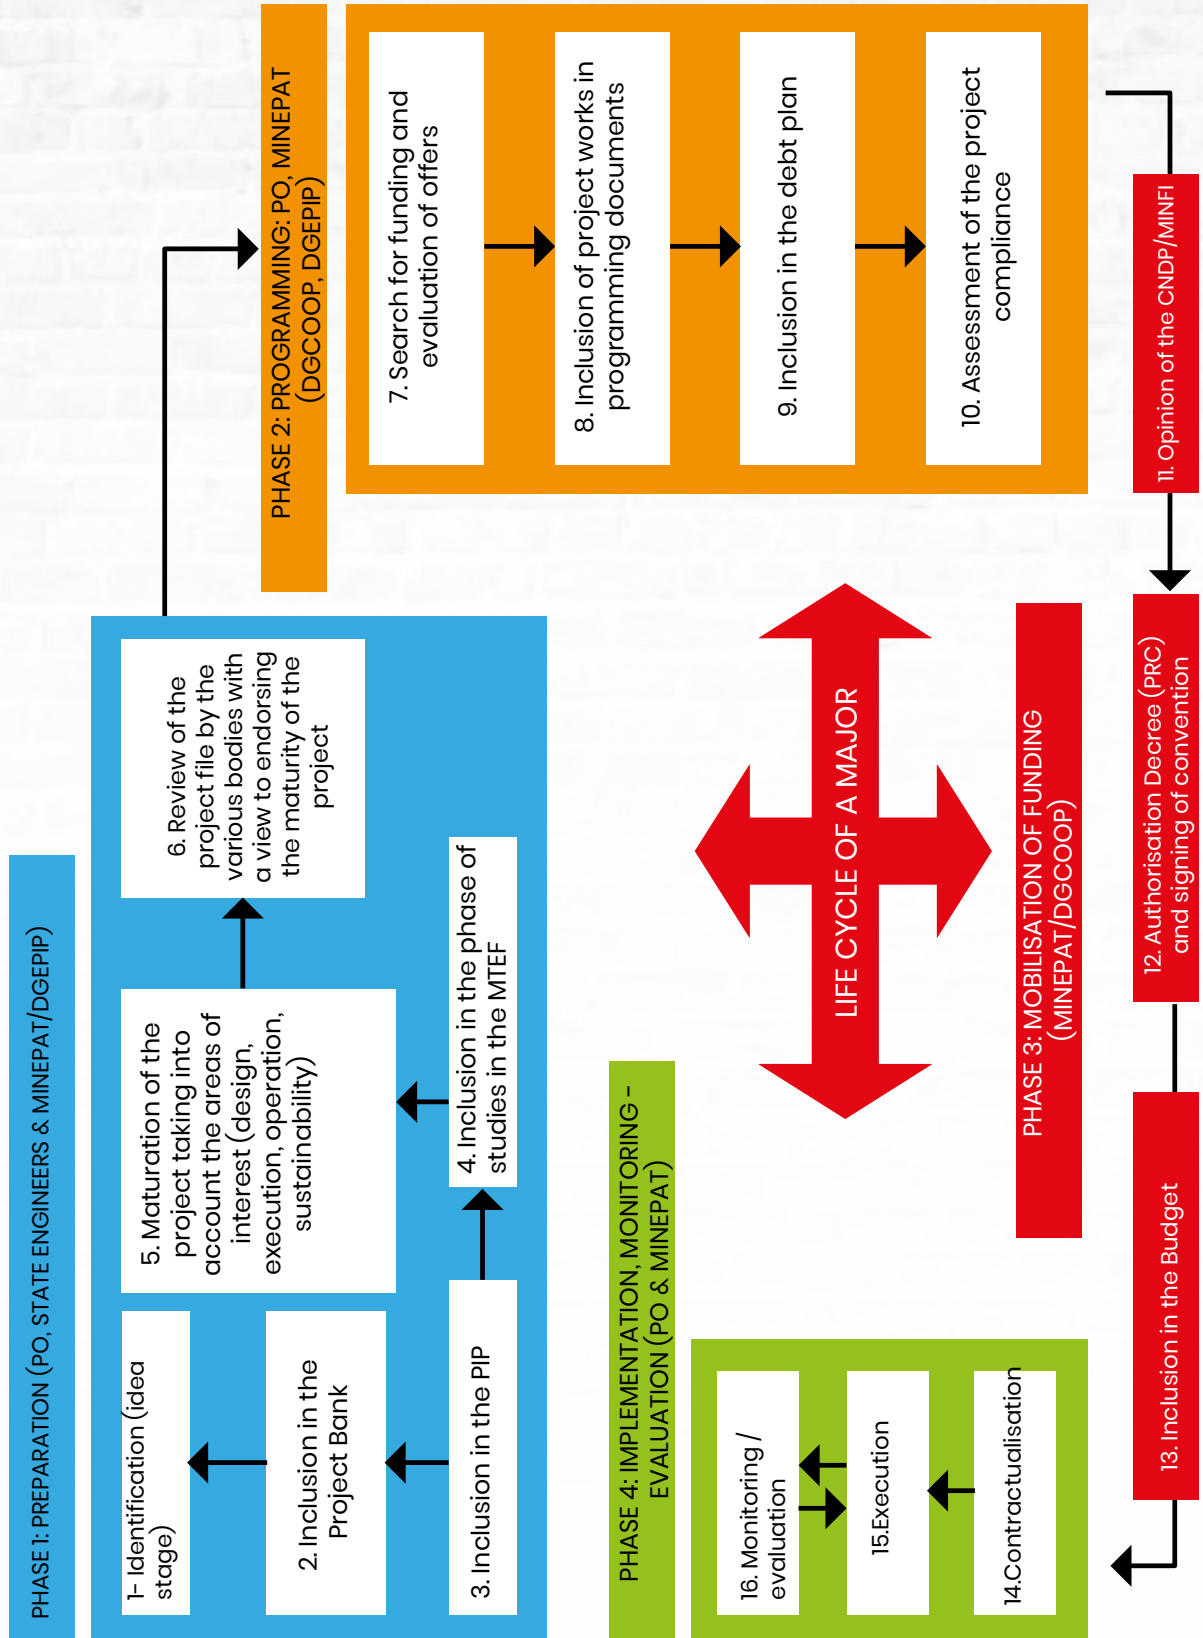 PHASE 1: PREPARATION (PO, STATE ENGINEERS & MINEPAT/DGEPIP)
1- Identification (idea
stage)
2. Inclusion in the
Project Bank
3. Inclusion in the PIP
4. Inclusion in the phase of
studies in the MTEF
5. Maturation of the
project taking into
account the areas of
interest (design,
execution, operation,
sustainability)
6. Review of the
project file by the
various bodies with
a view to endorsing
the maturity of the
project
PHASE 2: PROGRAMMING: PO, MINEPAT
(DGCOOP, DGEPIP)
7. Search for funding and
evaluation of offers
8. Inclusion of project works in
programming documents
9. Inclusion in the debt plan
10. Assessment of the project
compliance
LIFE CYCLE OF A MAJOR
PHASE 3: MOBILISATION OF FUNDING
(MINEPAT/DGCOOP)
11. Opinion of the CNDP/MINFI
12. Authorisation Decree (PRC)
and signing of convention
13. Inclusion in the Budget
PHASE 4: IMPLEMENTATION, MONITORING -
EVALUATION (PO & MINEPAT)
14.Contractualisation
15.Execution
16. Monitoring /
evaluation